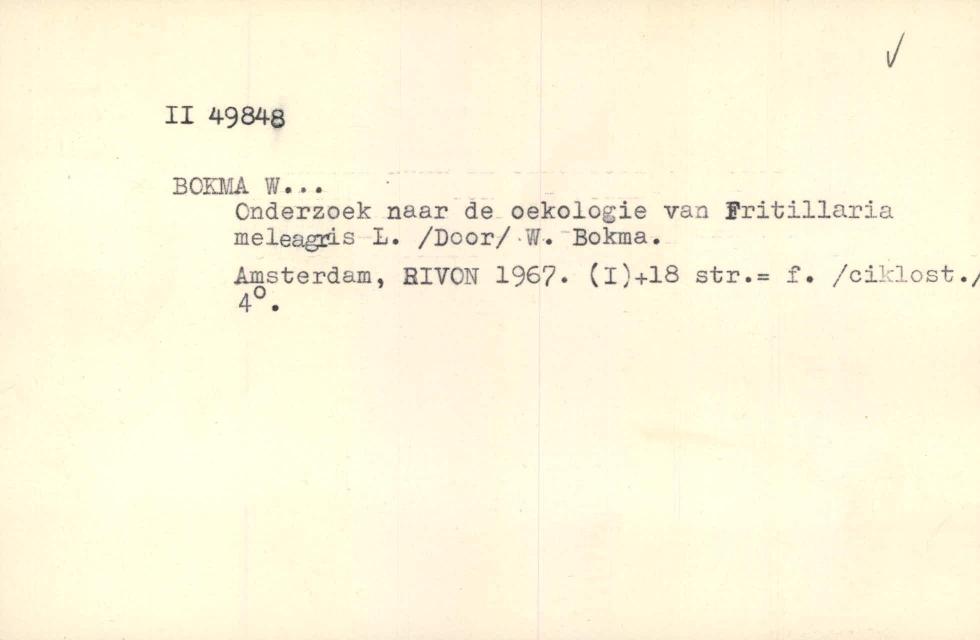 II 49848
BOKMA W...
Onderzoek naar de oekologie van Fritillaria
meleagris L. /Door/ W. Bokma.
Amsterdam, RIVON 1967. (I)+18 str.= f. /ciklost./
4°.